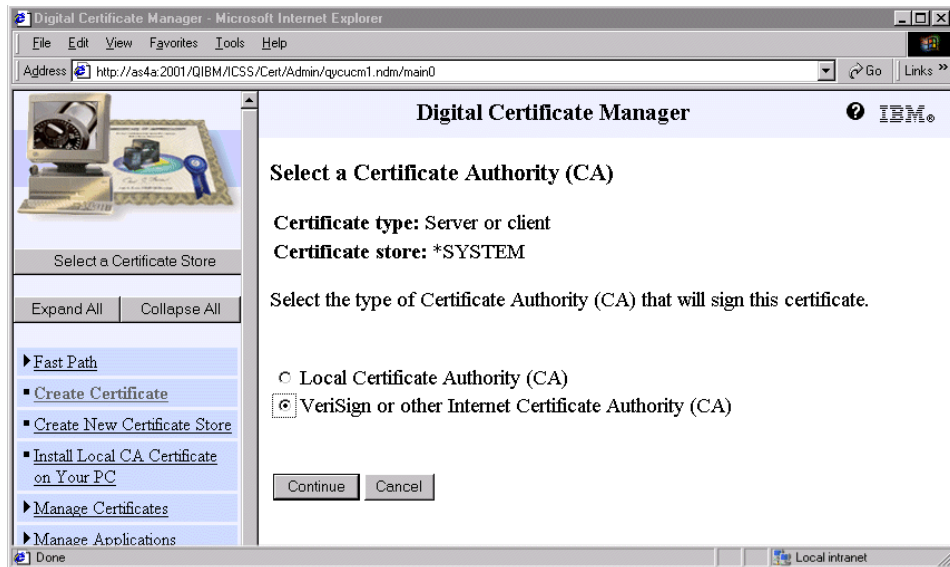 Digital Certificate Manager - Microsoft Internet Explorer
File Edit View Favorites Tools Help
Address http://as4a:2001/QIBM/ICSS/Cert/Admin/qycucm1.ndm/main0 Go Links »
Select a Certificate Store
Expand All Collapse All
Fast Path
Create Certificate
Create New Certificate Store
Install Local CA Certificate
on Your PC
Manage Certificates
Manage Applications
Digital Certificate Manager
IBM®
Select a Certificate Authority (CA)
Certificate type: Server or client
Certificate store: *SYSTEM
Select the type of Certificate Authority (CA) that will sign this certificate.
Local Certificate Authority (CA)
VeriSign or other Internet Certificate Authority (CA)
Continue Cancel
Done Local intranet